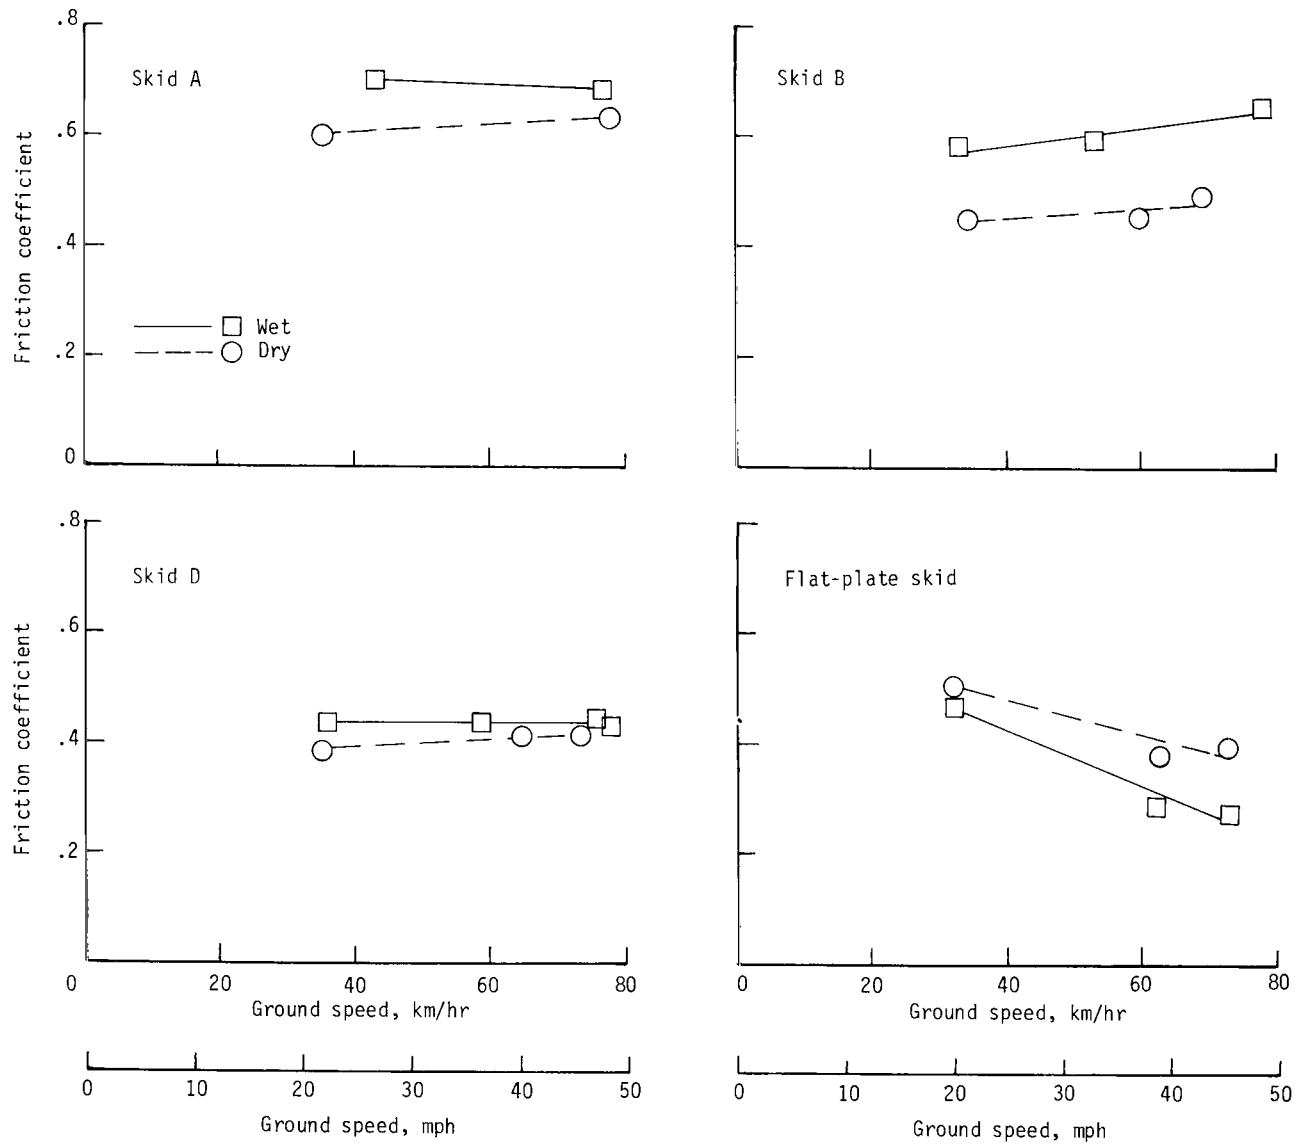 .8
Skid A
Skid B
.6
Friction coefficient
.4
Wet
Dry
.2
0
.8
Skid D
Flat-plate skid
.6
Friction coefficient
.4
.2
0 20 40 60 80
Ground speed, km/hr
0 20 40 60 80
Ground speed, km/hr
0 10 20 30 40 50
Ground speed, mph
0 10 20 30 40 50
Ground speed, mph